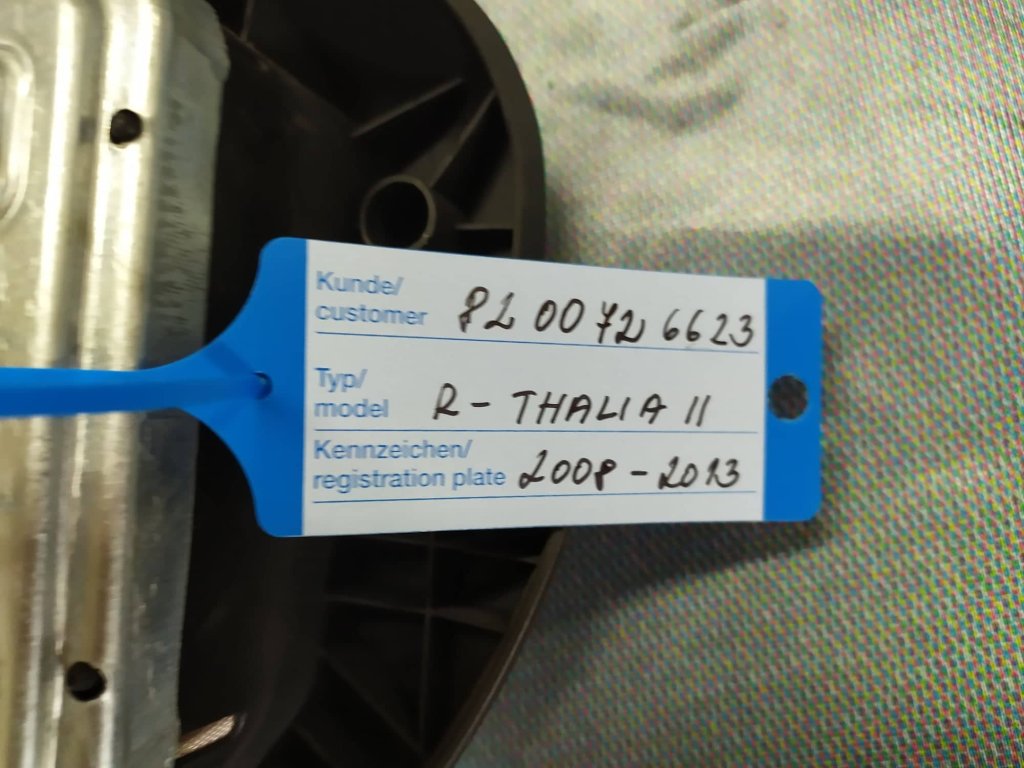 Kunde/
customer 8200726623
Typ/
model R- THALIA II
Kennzeichen/
registration plate 2008-2013